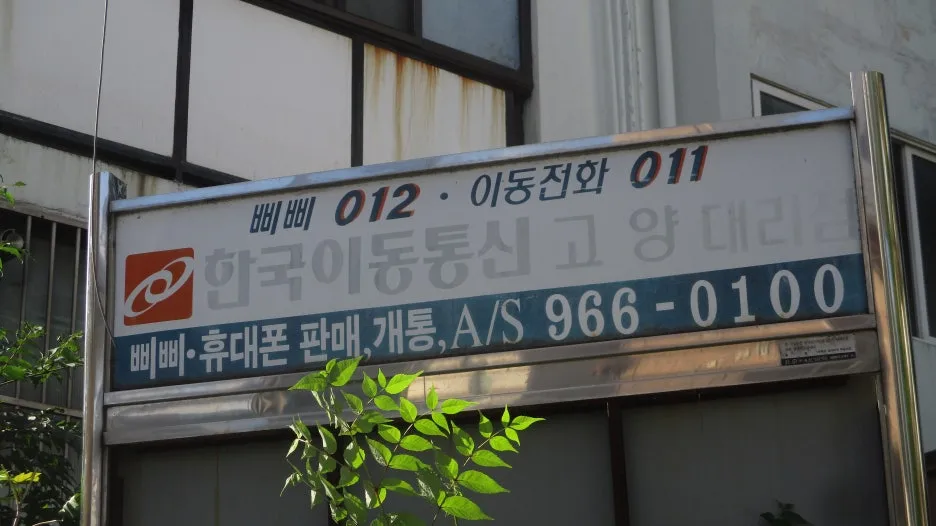 삐삐 012 · 이동전화 011
한국이동통신 고양 대리점
삐삐·휴대폰 판매,개통,A/S 966-0100